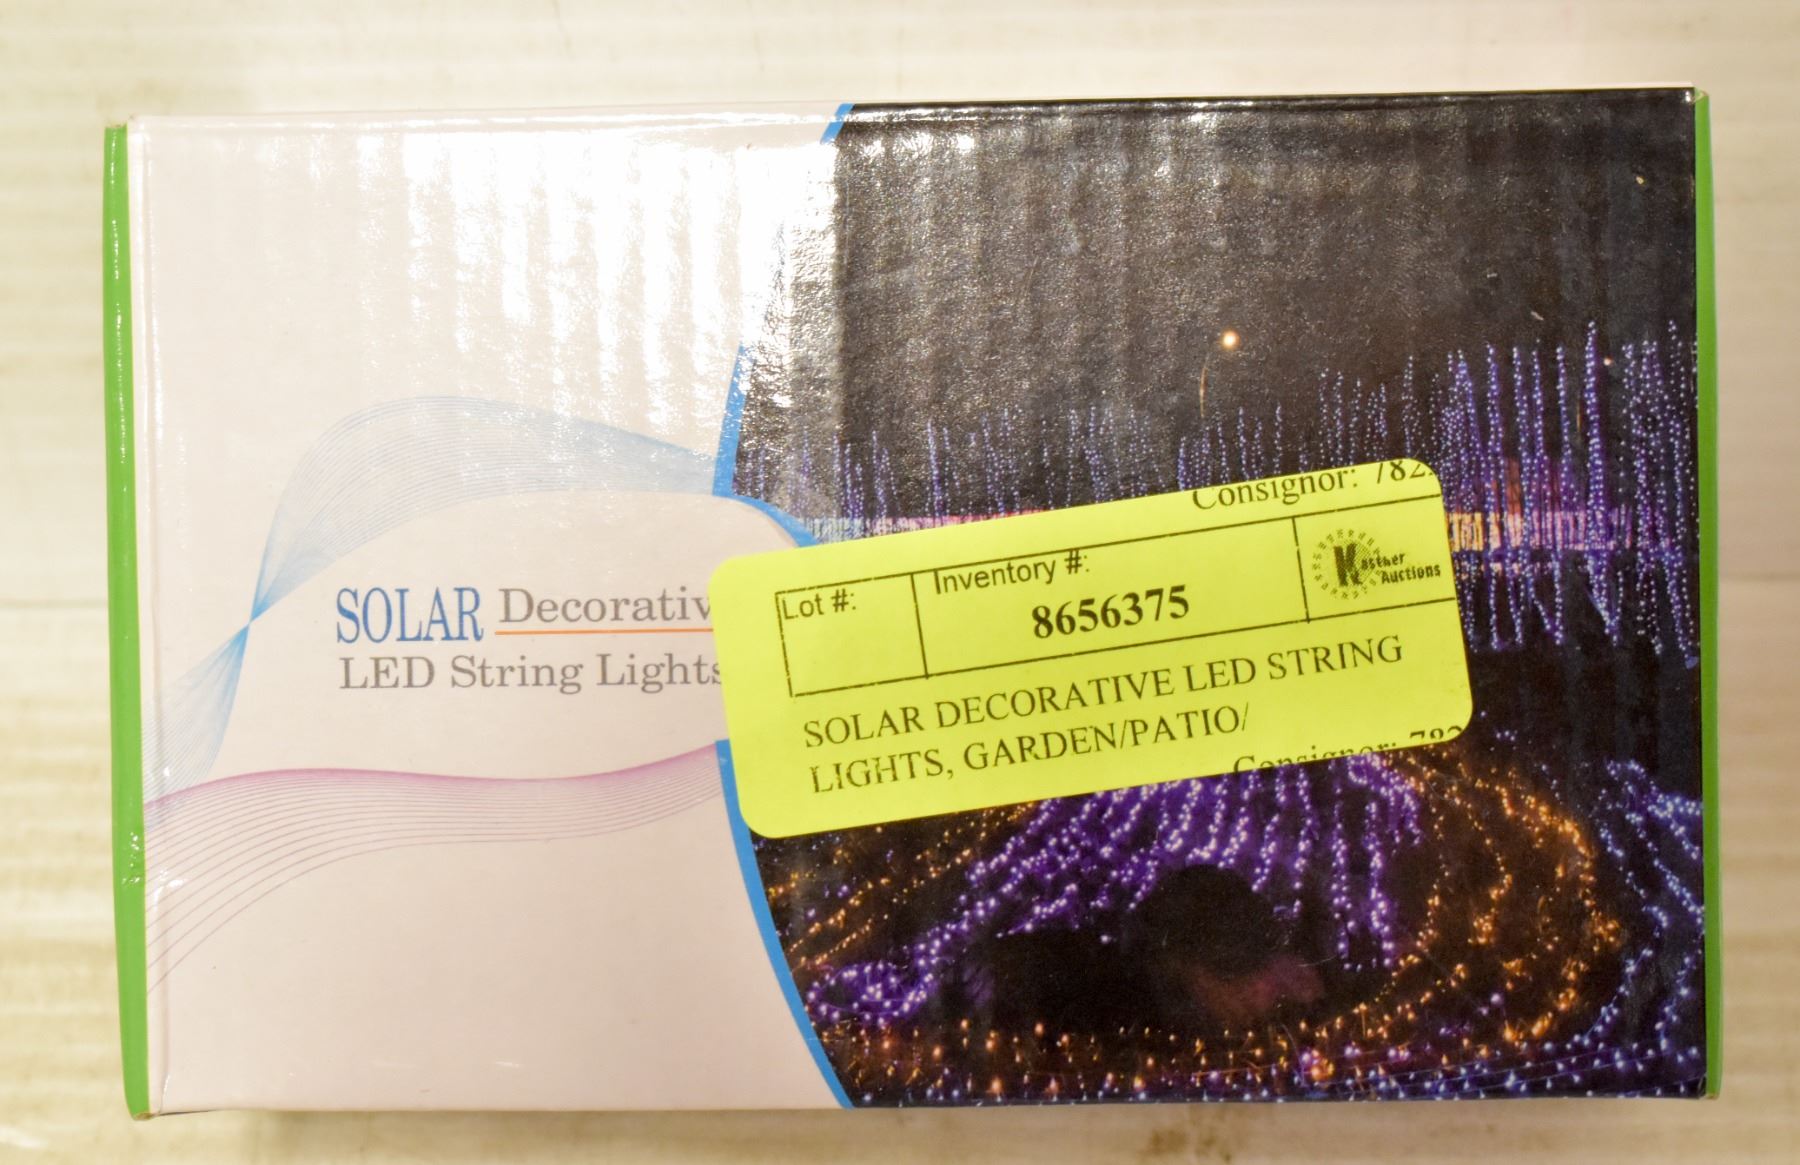 SOLAR Decorativ
LED String Lights
Consignor: 782
Lot #:
Inventory #:
8656375
Kastner
Auctions
SOLAR DECORATIVE LED STRING
LIGHTS, GARDEN/PATIO/
Consignor: 782